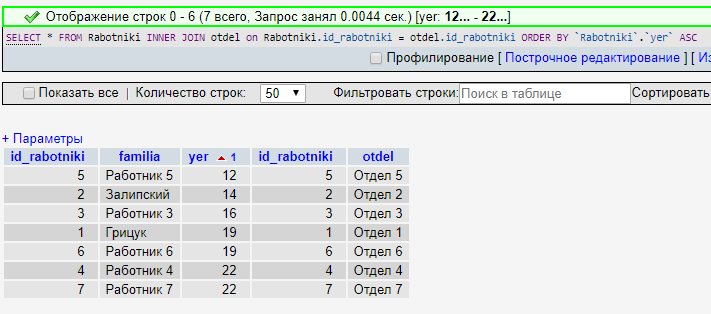 Отображение строк 0 - 6 (7 всего, Запрос занял 0.0044 сек.) [yer: 12... - 22...]
SELECT * FROM Rabotniki INNER JOIN otdel on Rabotniki.id_rabotniki = otdel.id_rabotniki ORDER BY `Rabotniki`.`yer` ASC
Профилирование [ Построчное редактирование ] [ Из
Показать все | Количество строк: 50 Фильтровать строки: Поиск в таблице Сортировать
+ Параметры
id_rabotniki familia yer 1 id_rabotniki otdel
5 Работник 5 12 5 Отдел 5
2 Залипский 14 2 Отдел 2
3 Работник 3 16 3 Отдел 3
1 Грицук 19 1 Отдел 1
6 Работник 6 19 6 Отдел 6
4 Работник 4 22 4 Отдел 4
7 Работник 7 22 7 Отдел 7